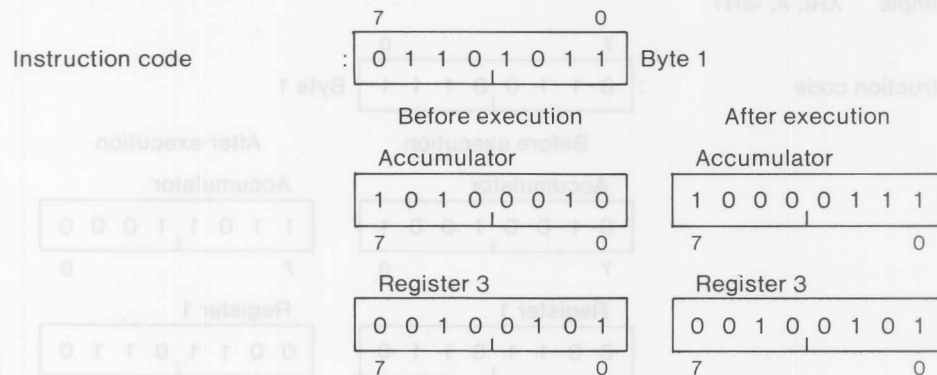 7 0
Instruction code : 0 1 1 0 1 0 1 1 Byte 1
Before execution After execution
Accumulator Accumulator
1 0 1 0 0 0 1 0 1 0 0 0 0 1 1 1
7 0 7 0
Register 3 Register 3
0 0 1 0 0 1 0 1 0 0 1 0 0 1 0 1
7 0 7 0